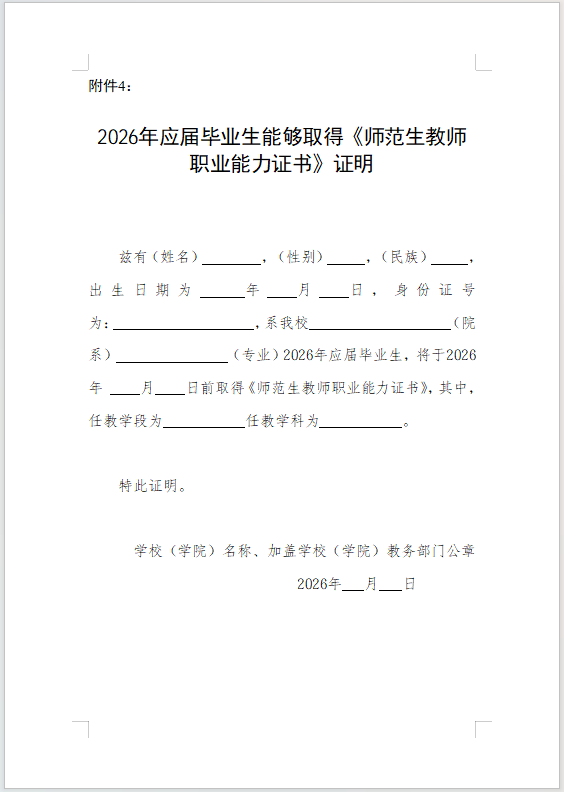 附件4：
2026年应届毕业生能够取得《师范生教师
职业能力证书》证明
兹有（姓名）________，（性别）_____，（民族）_____，
出生日期为______年____月____日，身份证号
为：___________________，系我校___________________（院
系）_______________（专业）2026年应届毕业生，将于2026
年 ____月____日前取得《师范生教师职业能力证书》，其中，
任教学段为___________任教学科为___________。
特此证明。
学校（学院）名称、加盖学校（学院）教务部门公章
2026年___月___日